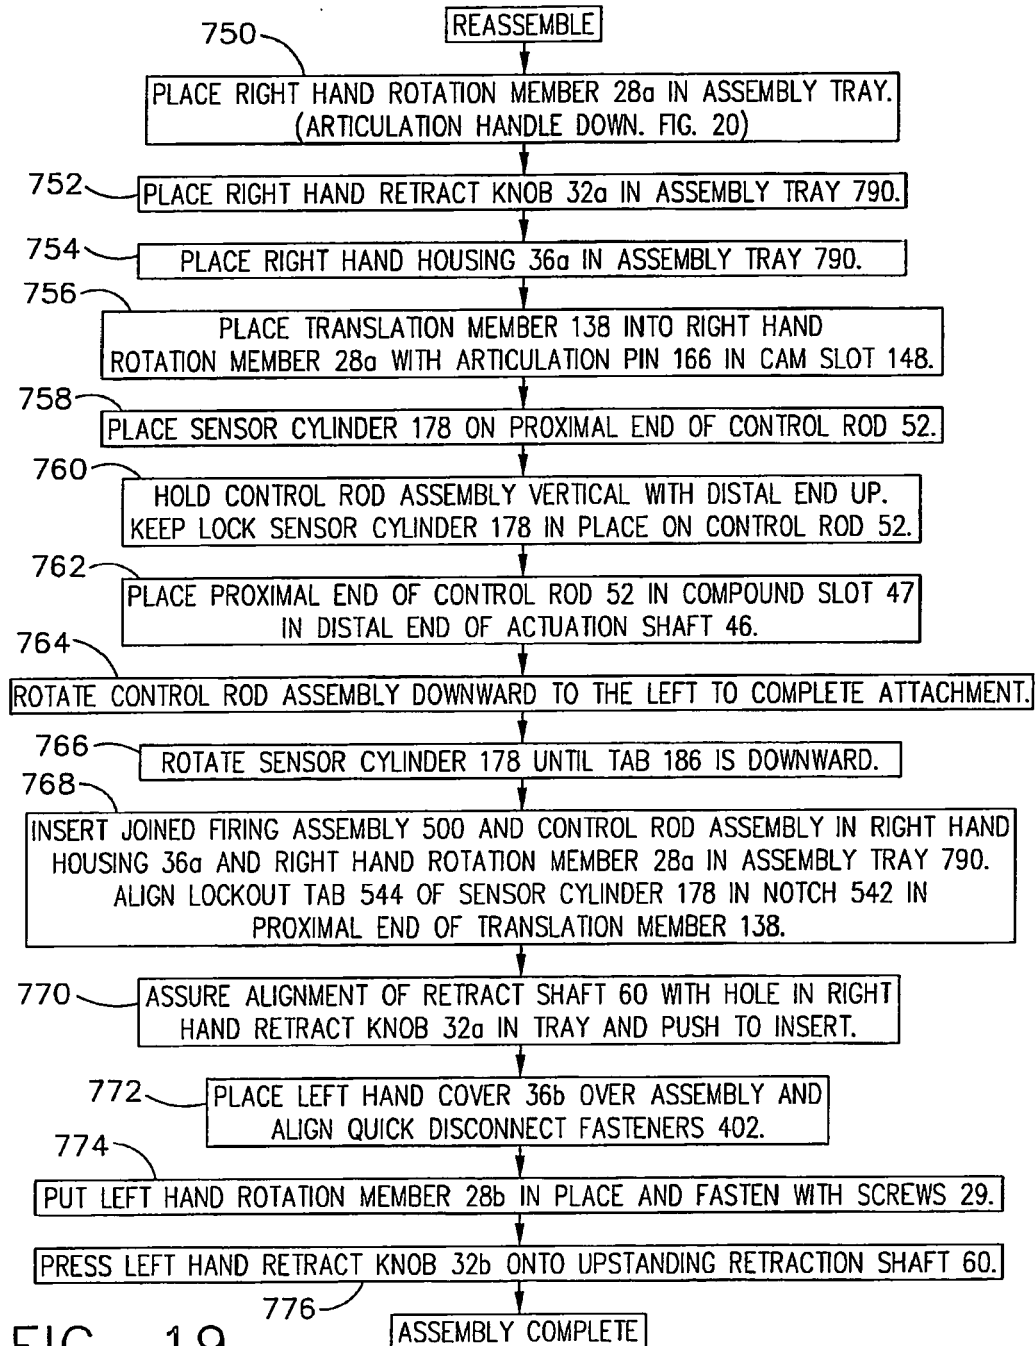 REASSEMBLE
750
PLACE RIGHT HAND ROTATION MEMBER 28a IN ASSEMBLY TRAY.
(ARTICULATION HANDLE DOWN. FIG. 20)
752
PLACE RIGHT HAND RETRACT KNOB 32a IN ASSEMBLY TRAY 790.
754
PLACE RIGHT HAND HOUSING 36a IN ASSEMBLY TRAY 790.
756
PLACE TRANSLATION MEMBER 138 INTO RIGHT HAND
ROTATION MEMBER 28a WITH ARTICULATION PIN 166 IN CAM SLOT 148.
758
PLACE SENSOR CYLINDER 178 ON PROXIMAL END OF CONTROL ROD 52.
760
HOLD CONTROL ROD ASSEMBLY VERTICAL WITH DISTAL END UP.
KEEP LOCK SENSOR CYLINDER 178 IN PLACE ON CONTROL ROD 52.
762
PLACE PROXIMAL END OF CONTROL ROD 52 IN COMPOUND SLOT 47
IN DISTAL END OF ACTUATION SHAFT 46.
764
ROTATE CONTROL ROD ASSEMBLY DOWNWARD TO THE LEFT TO COMPLETE ATTACHMENT.
766
ROTATE SENSOR CYLINDER 178 UNTIL TAB 186 IS DOWNWARD.
768
INSERT JOINED FIRING ASSEMBLY 500 AND CONTROL ROD ASSEMBLY IN RIGHT HAND
HOUSING 36a AND RIGHT HAND ROTATION MEMBER 28a IN ASSEMBLY TRAY 790.
ALIGN LOCKOUT TAB 544 OF SENSOR CYLINDER 178 IN NOTCH 542 IN
PROXIMAL END OF TRANSLATION MEMBER 138.
770
ASSURE ALIGNMENT OF RETRACT SHAFT 60 WITH HOLE IN RIGHT
HAND RETRACT KNOB 32a IN TRAY AND PUSH TO INSERT.
772
PLACE LEFT HAND COVER 36b OVER ASSEMBLY AND
ALIGN QUICK DISCONNECT FASTENERS 402.
774
PUT LEFT HAND ROTATION MEMBER 28b IN PLACE AND FASTEN WITH SCREWS 29.
PRESS LEFT HAND RETRACT KNOB 32b ONTO UPSTANDING RETRACTION SHAFT 60.
776
ASSEMBLY COMPLETE
FIG. 19